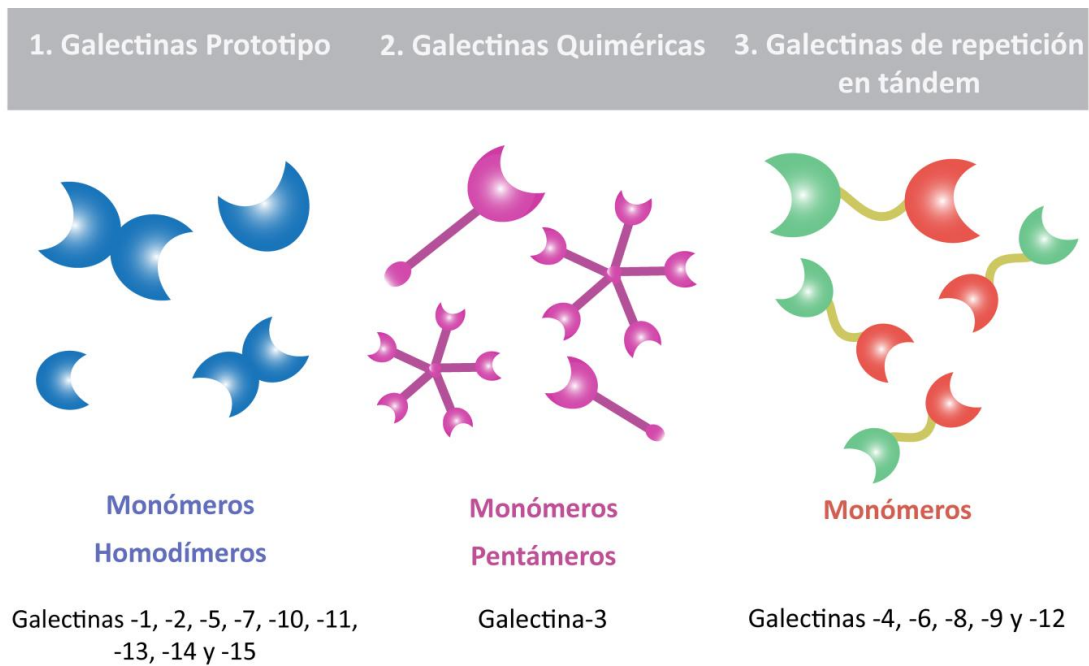 1. Galectinas Prototipo
2. Galectinas Quiméricas
3. Galectinas de repetición
en tándem
Monómeros
Homodímeros
Monómeros
Pentámeros
Monómeros
Galectinas -1, -2, -5, -7, -10, -11,
-13, -14 y -15
Galectina-3
Galectinas -4, -6, -8, -9 y -12